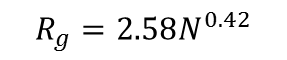 R_g = 2.58N^{0.42}